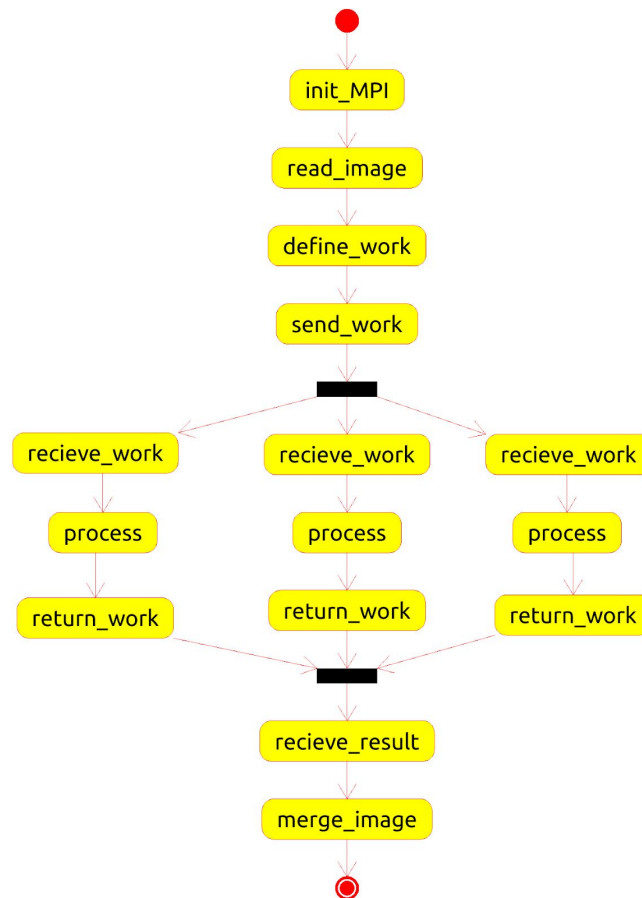 init_MPI
read_image
define_work
send_work
recieve_work
recieve_work
recieve_work
process
process
process
return_work
return_work
return_work
recieve_result
merge_image